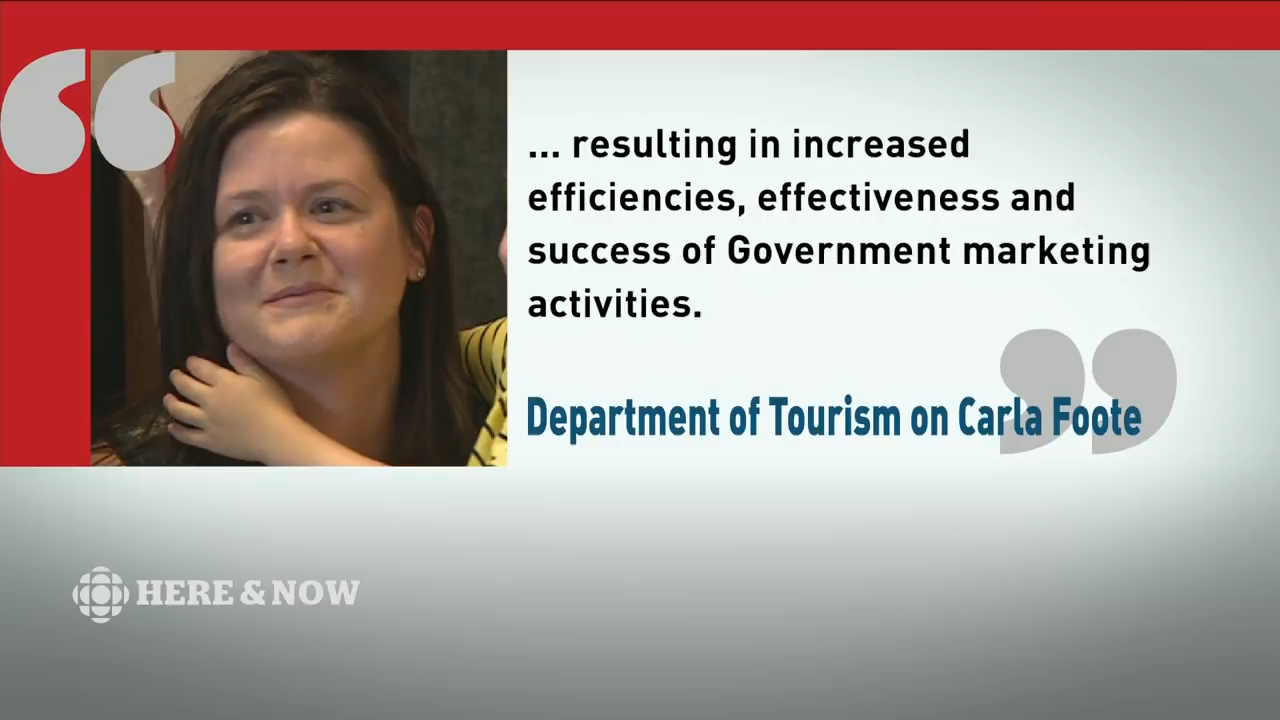 ... resulting in increased
efficiencies, effectiveness and
success of Government marketing
activities.
Department of Tourism on Carla Foote
HERE & NOW